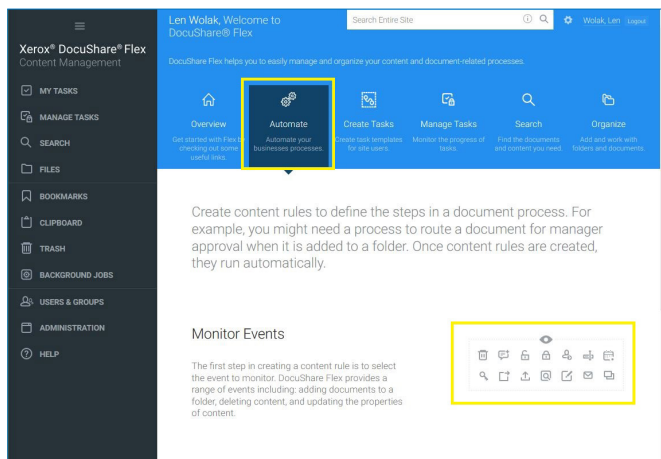 Xerox® DocuShare® Flex
Content Management
MY TASKS
MANAGE TASKS
SEARCH
FILES
BOOKMARKS
CLIPBOARD
TRASH
BACKGROUND JOBS
USERS & GROUPS
ADMINISTRATION
HELP
Len Wolak, Welcome to
DocuShare® Flex
Search Entire Site
Wolak, Len Logout
DocuShare Flex helps you to easily manage and organize your content and document-related processes.
Overview
Get started with Flex by
checking out some
useful links.
Automate
Automate your
businesses processes.
Create Tasks
Create task templates
for site users.
Manage Tasks
Monitor the progress of
tasks.
Search
Find the documents
and content you need.
Organize
Add and work with
folders and documents.
Create content rules to define the steps in a document process. For
example, you might need a process to route a document for manager
approval when it is added to a folder. Once content rules are created,
they run automatically.
Monitor Events
The first step in creating a content rule is to select
the event to monitor. DocuShare Flex provides a
range of events including: adding documents to a
folder, deleting content, and updating the properties
of content.